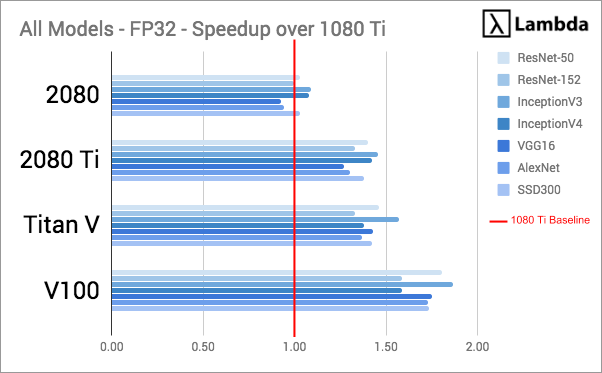 All Models - FP32 - Speedup over 1080 Ti
λ Lambda
ResNet-50
ResNet-152
InceptionV3
InceptionV4
VGG16
AlexNet
SSD300
1080 Ti Baseline
2080
2080 Ti
Titan V
V100
0.00 0.50 1.00 1.50 2.00